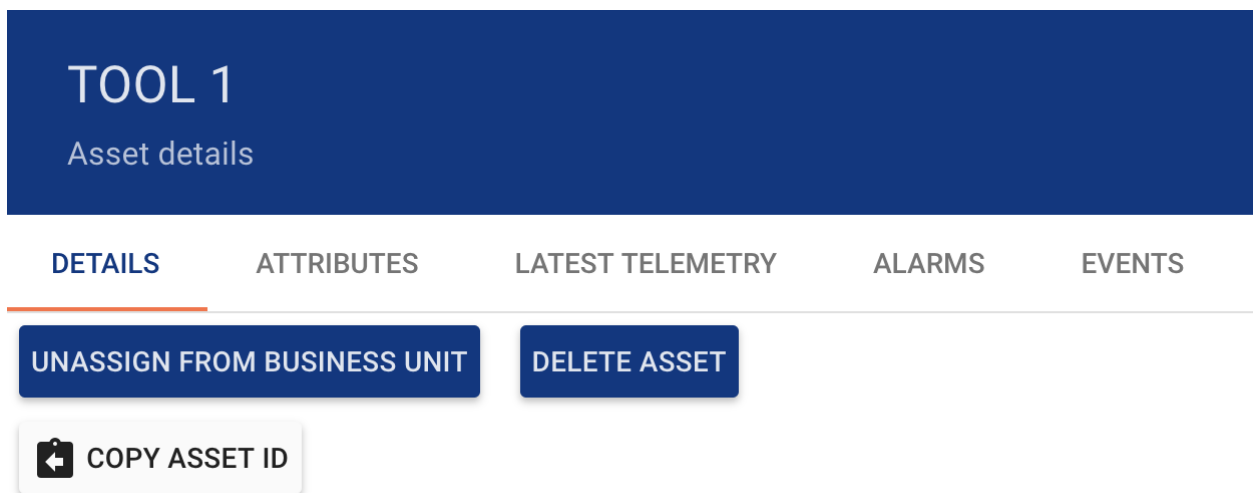 TOOL 1
Asset details
DETAILS ATTRIBUTES LATEST TELEMETRY ALARMS EVENTS
UNASSIGN FROM BUSINESS UNIT DELETE ASSET
COPY ASSET ID